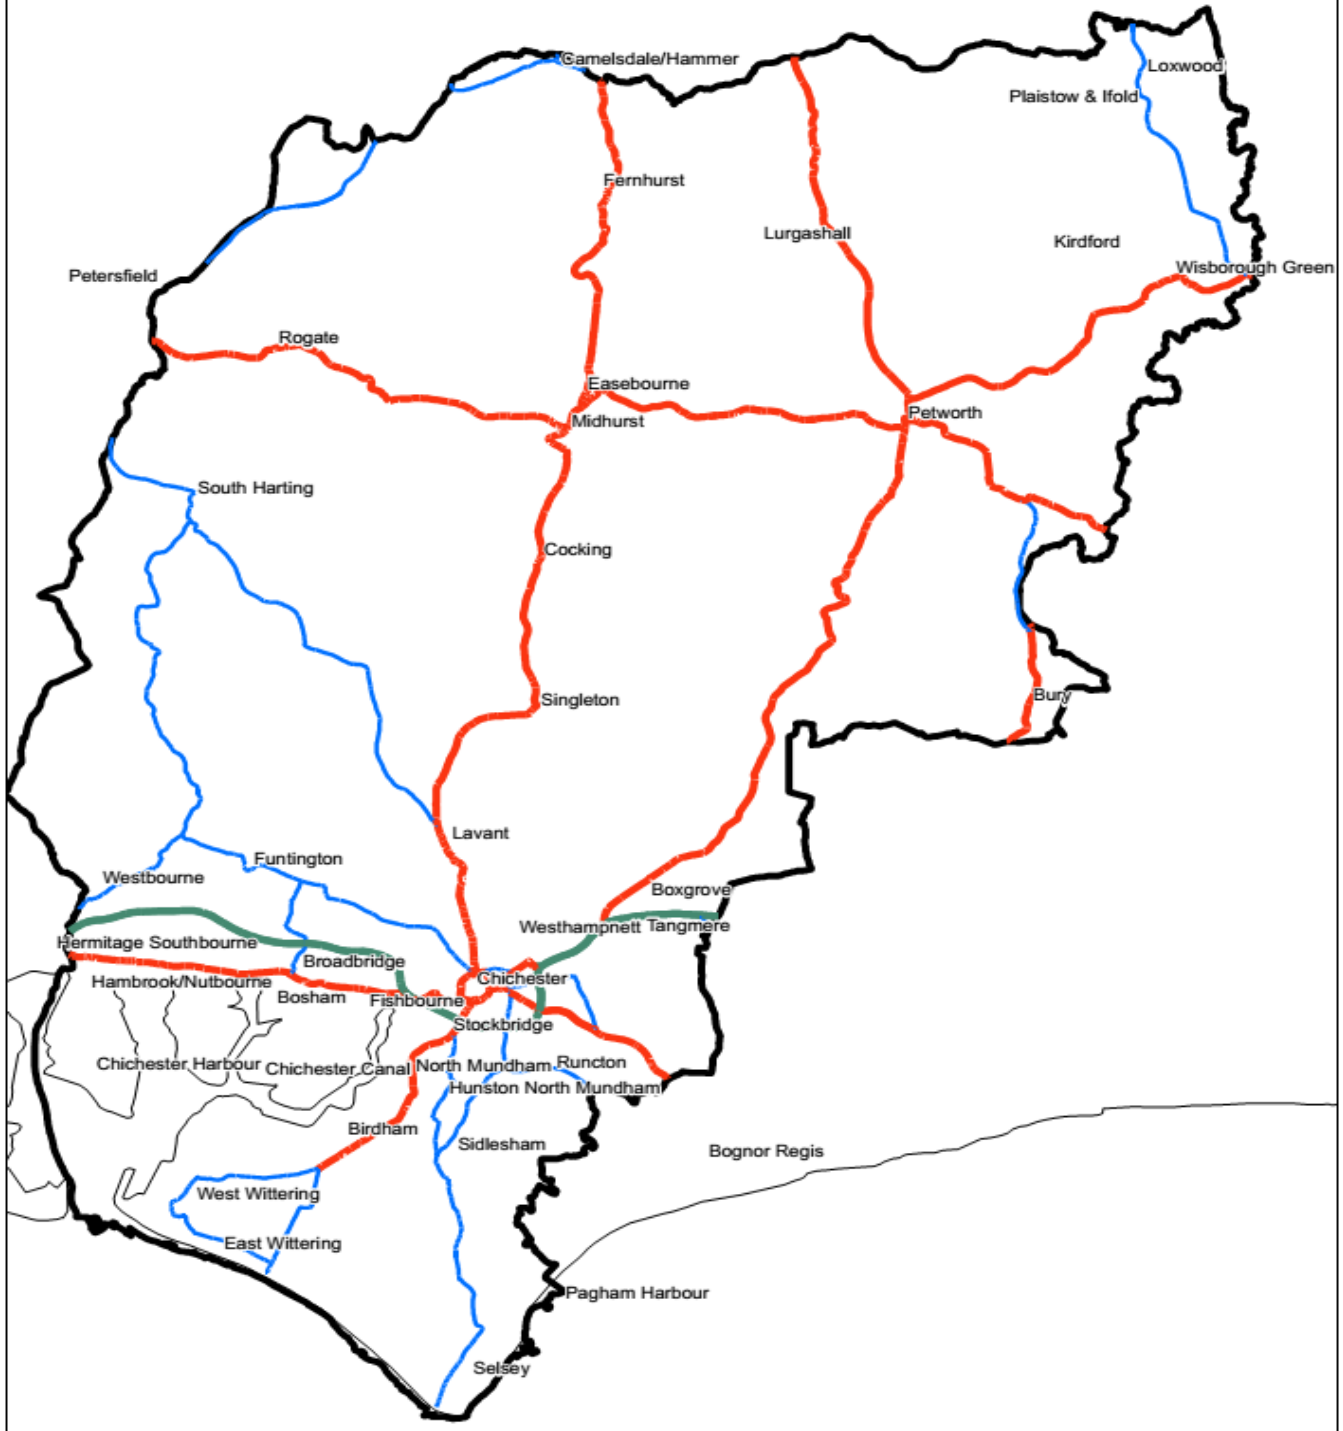 Camelsdale/Hammer
Loxwood
Plaistow & Ifold
Fernhurst
Lurgashall
Kirdford
Petersfield
Wisborough Green
Rogate
Easebourne
Petworth
Midhurst
South Harting
Cocking
Bury
Singleton
Lavant
Funtington
Westbourne
Boxgrove
Westhampnett
Tangmere
Hermitage
Southbourne
Broadbridge
Chichester
Hambrook/Nutbourne
Bosham
Fishbourne
Stockbridge
Chichester Harbour
Chichester Canal
North Mundham
Runcton
Hunston
North Mundham
Birdham
Sidlesham
Bognor Regis
West Wittering
East Wittering
Pagham Harbour
Selsey